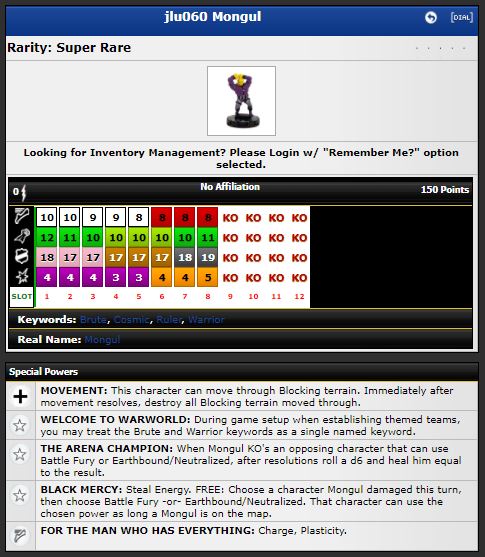 jlu060 Mongul
[DIAL]
Rarity: Super Rare
Looking for Inventory Management? Please Login w/ "Remember Me?" option
selected.
0 No Affiliation 150 Points
10 10 9 9 8 8 8 8 KO KO KO KO
12 11 10 10 10 10 10 11 KO KO KO KO
18 17 17 17 17 17 18 19 KO KO KO KO
4 4 4 3 3 4 4 5 KO KO KO KO
SLOT 1 2 3 4 5 6 7 8 9 10 11 12
Keywords: Brute, Cosmic, Ruler, Warrior
Real Name: Mongul
Special Powers
MOVEMENT: This character can move through Blocking terrain. Immediately after
movement resolves, destroy all Blocking terrain moved through.
WELCOME TO WARWORLD: During game setup when establishing themed teams,
you may treat the Brute and Warrior keywords as a single named keyword.
THE ARENA CHAMPION: When Mongul KO's an opposing character that can use
Battle Fury or Earthbound/Neutralized, after resolutions roll a d6 and heal him equal
to the result.
BLACK MERCY: Steal Energy. FREE: Choose a character Mongul damaged this turn,
then choose Battle Fury -or- Earthbound/Neutralized. That character can use the
chosen power as long a Mongul is on the map.
FOR THE MAN WHO HAS EVERYTHING: Charge, Plasticity.